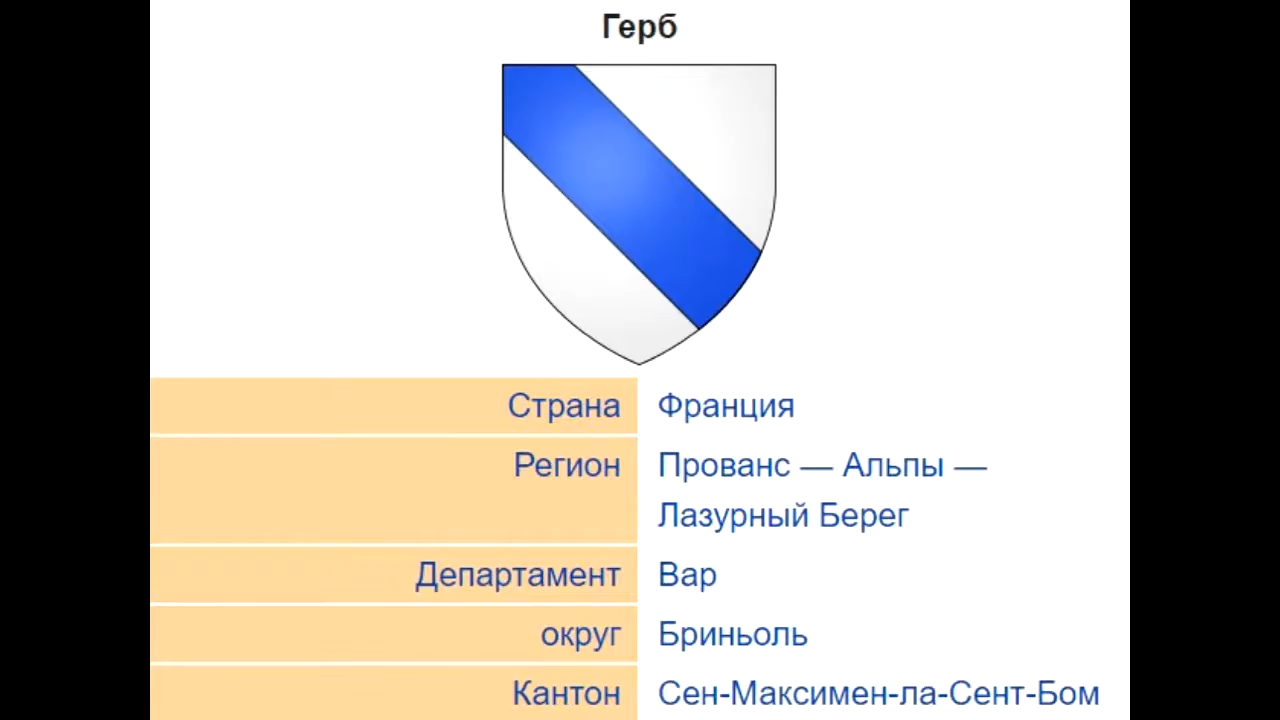 Герб
Страна Франция
Регион Прованс — Альпы —
Лазурный Берег
Департамент Вар
округ Бриньоль
Кантон Сен-Максимен-ла-Сент-Бом